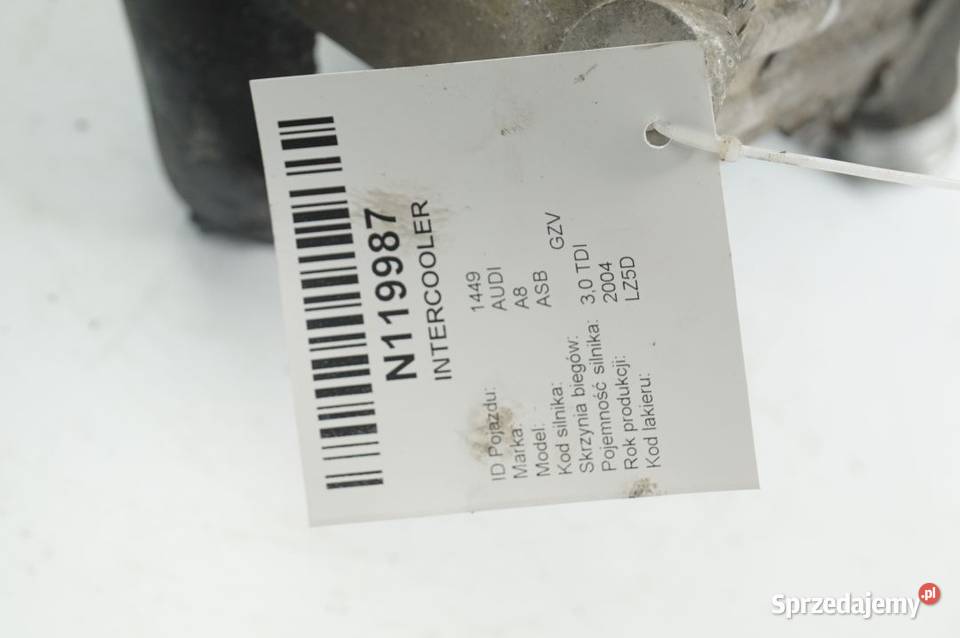 N119987
INTERCOOLER
ID Pojazdu: 1449
Marka: AUDI
Model: A8
Kod silnika: ASB
Skrzynia biegów: GZV
Pojemność silnika: 3,0 TDI
Rok produkcji: 2004
Kod lakieru: LZ5D
Sprzedajemy.pl